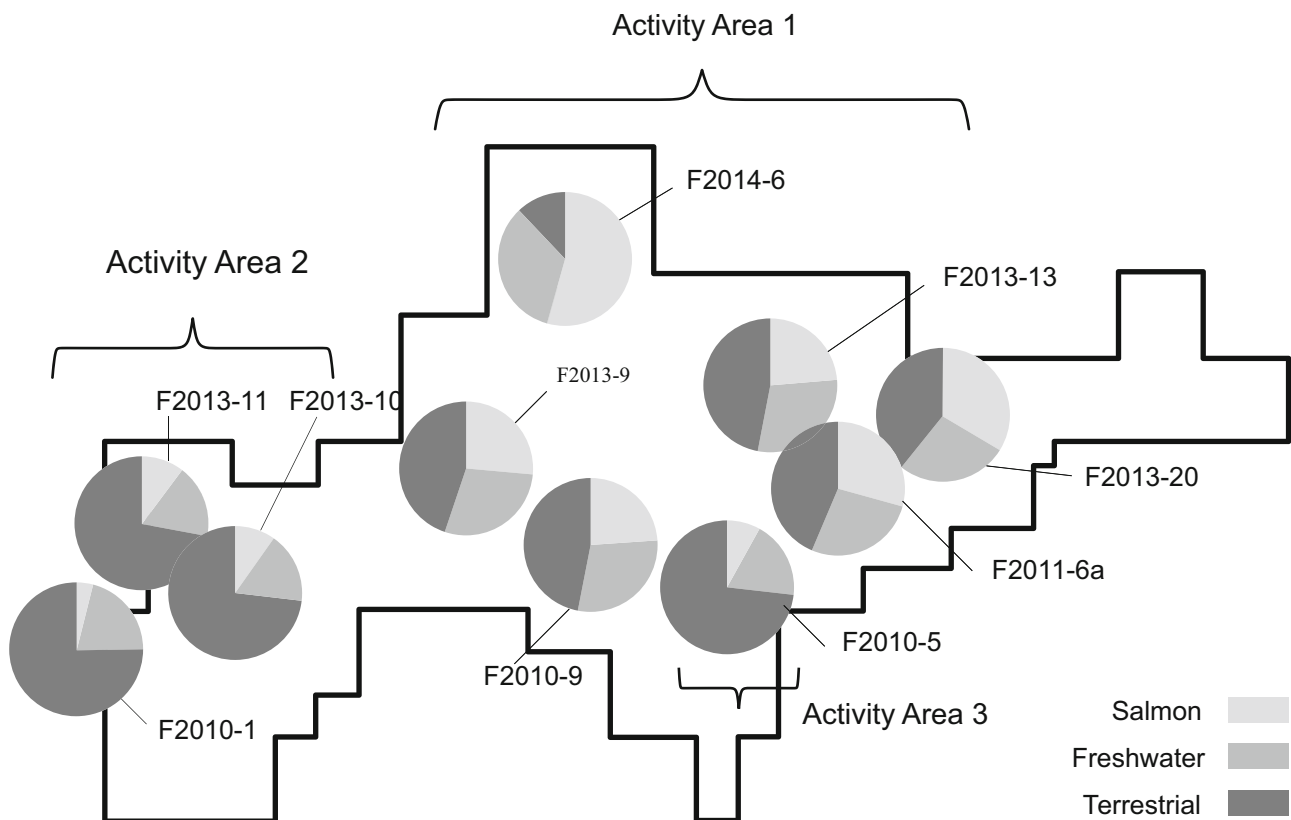 Activity Area 1
F2014-6
Activity Area 2
F2013-13
F2013-9
F2013-11
F2013-10
F2013-20
F2011-6a
F2010-5
F2010-9
Activity Area 3
F2010-1
Salmon
Freshwater
Terrestrial